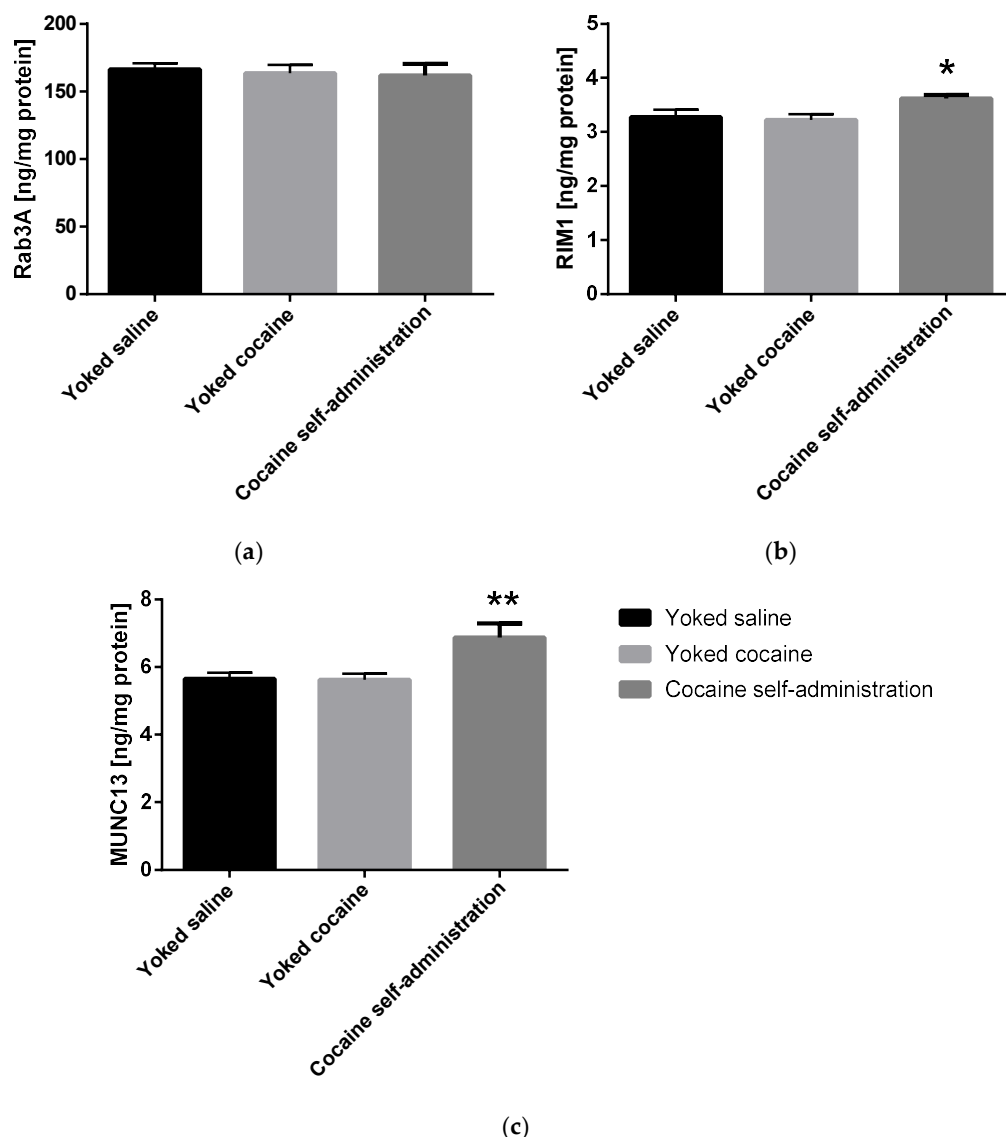 Rab3A [ng/mg protein]
200
150
100
50
0
Yoked saline
Yoked cocaine
Cocaine self-administration
(a)
RIM1 [ng/mg protein]
5
4
3
2
1
0
*
Yoked saline
Yoked cocaine
Cocaine self-administration
(b)
MUNC13 [ng/mg protein]
8
6
4
2
0
**
Yoked saline
Yoked cocaine
Cocaine self-administration
Yoked saline
Yoked cocaine
Cocaine self-administration
(c)